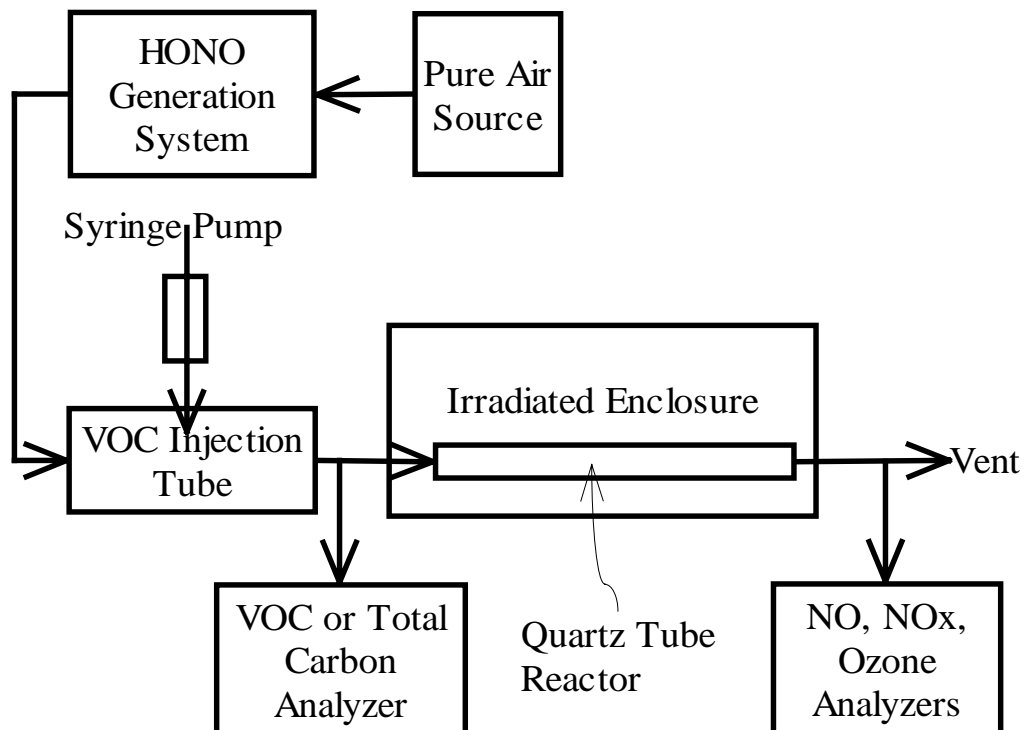 HONO
Generation
System
Pure Air
Source
Syringe Pump
VOC Injection
Tube
Irradiated Enclosure
Vent
VOC or Total
Carbon
Analyzer
Quartz Tube
Reactor
NO, NOx,
Ozone
Analyzers